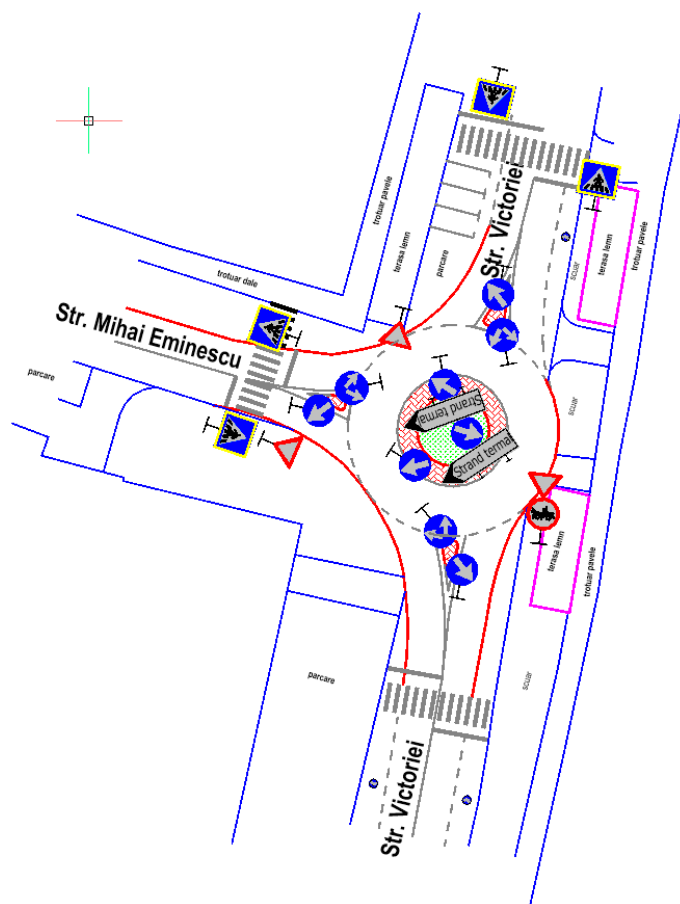 Str. Victoriei
trotuar pavele
terasa lemn
parcare
scuar
terasa lemn
trotuar pavele
trotuar dale
Str. Mihai Eminescu
parcare
Strand termal
Strand termal
scuar
terasa lemn
trotuar pavele
parcare
scuar
Str. Victoriei